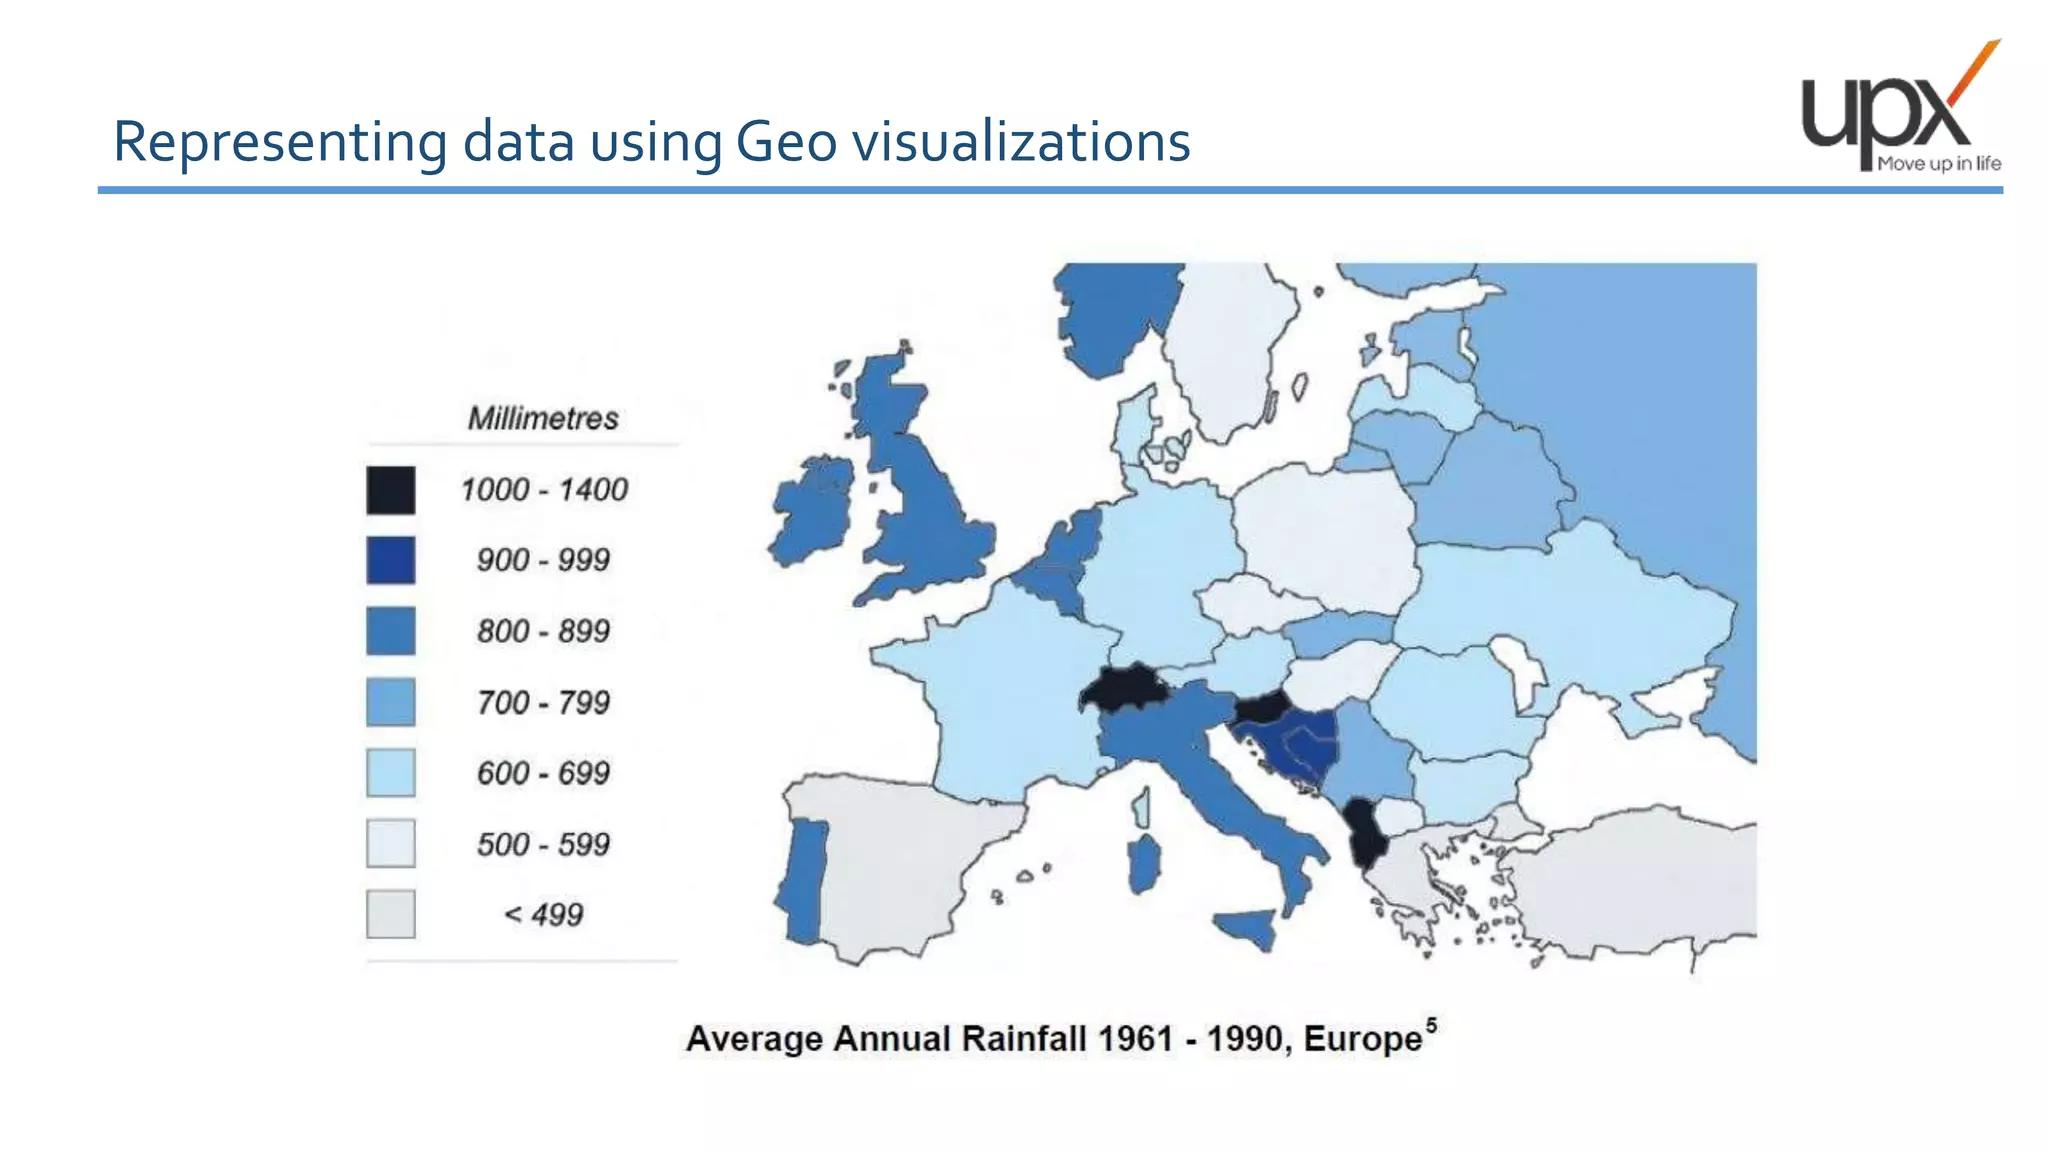 Representing data using Geo visualizations
upx
Move up in life
Millimetres
1000 - 1400
900 - 999
800 - 899
700 - 799
600 - 699
500 - 599
< 499
Average Annual Rainfall 1961 - 1990, Europe⁵